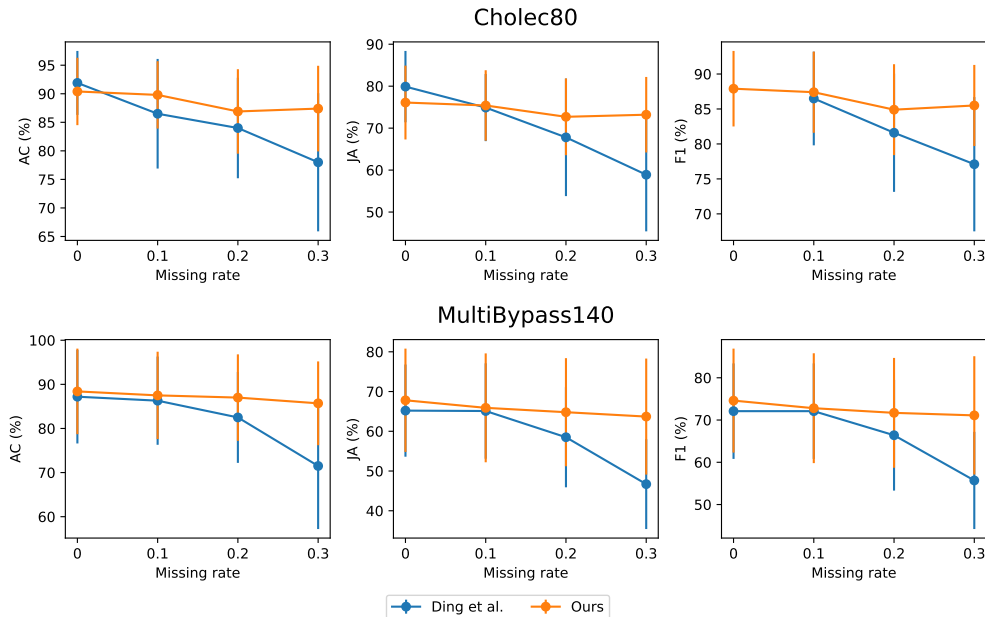 Cholec80
AC (%)
95
90
85
80
75
70
65
0 0.1 0.2 0.3
Missing rate
JA (%)
90
80
70
60
50
0 0.1 0.2 0.3
Missing rate
F1 (%)
90
85
80
75
70
0 0.1 0.2 0.3
Missing rate
MultiBypass140
AC (%)
100
90
80
70
60
0 0.1 0.2 0.3
Missing rate
JA (%)
80
70
60
50
40
0 0.1 0.2 0.3
Missing rate
F1 (%)
80
70
60
50
0 0.1 0.2 0.3
Missing rate
Ding et al. Ours